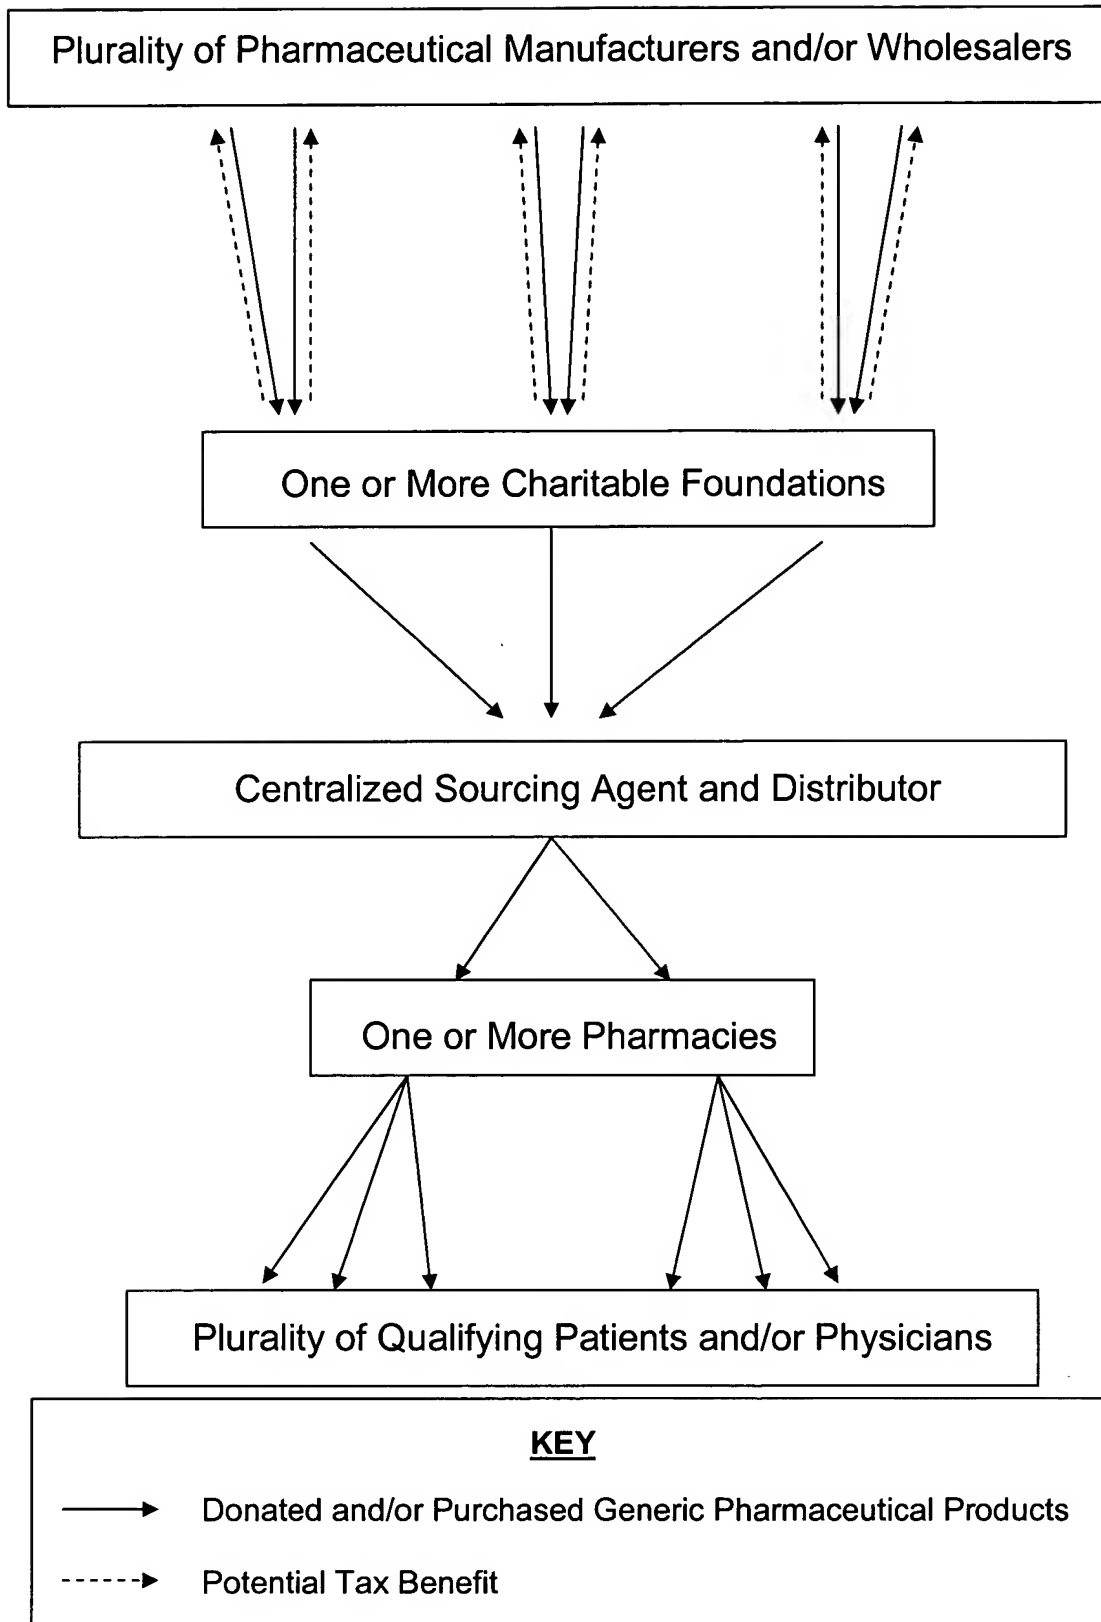 Plurality of Pharmaceutical Manufacturers and/or Wholesalers
One or More Charitable Foundations
Centralized Sourcing Agent and Distributor
One or More Pharmacies
Plurality of Qualifying Patients and/or Physicians
KEY
Donated and/or Purchased Generic Pharmaceutical Products
Potential Tax Benefit